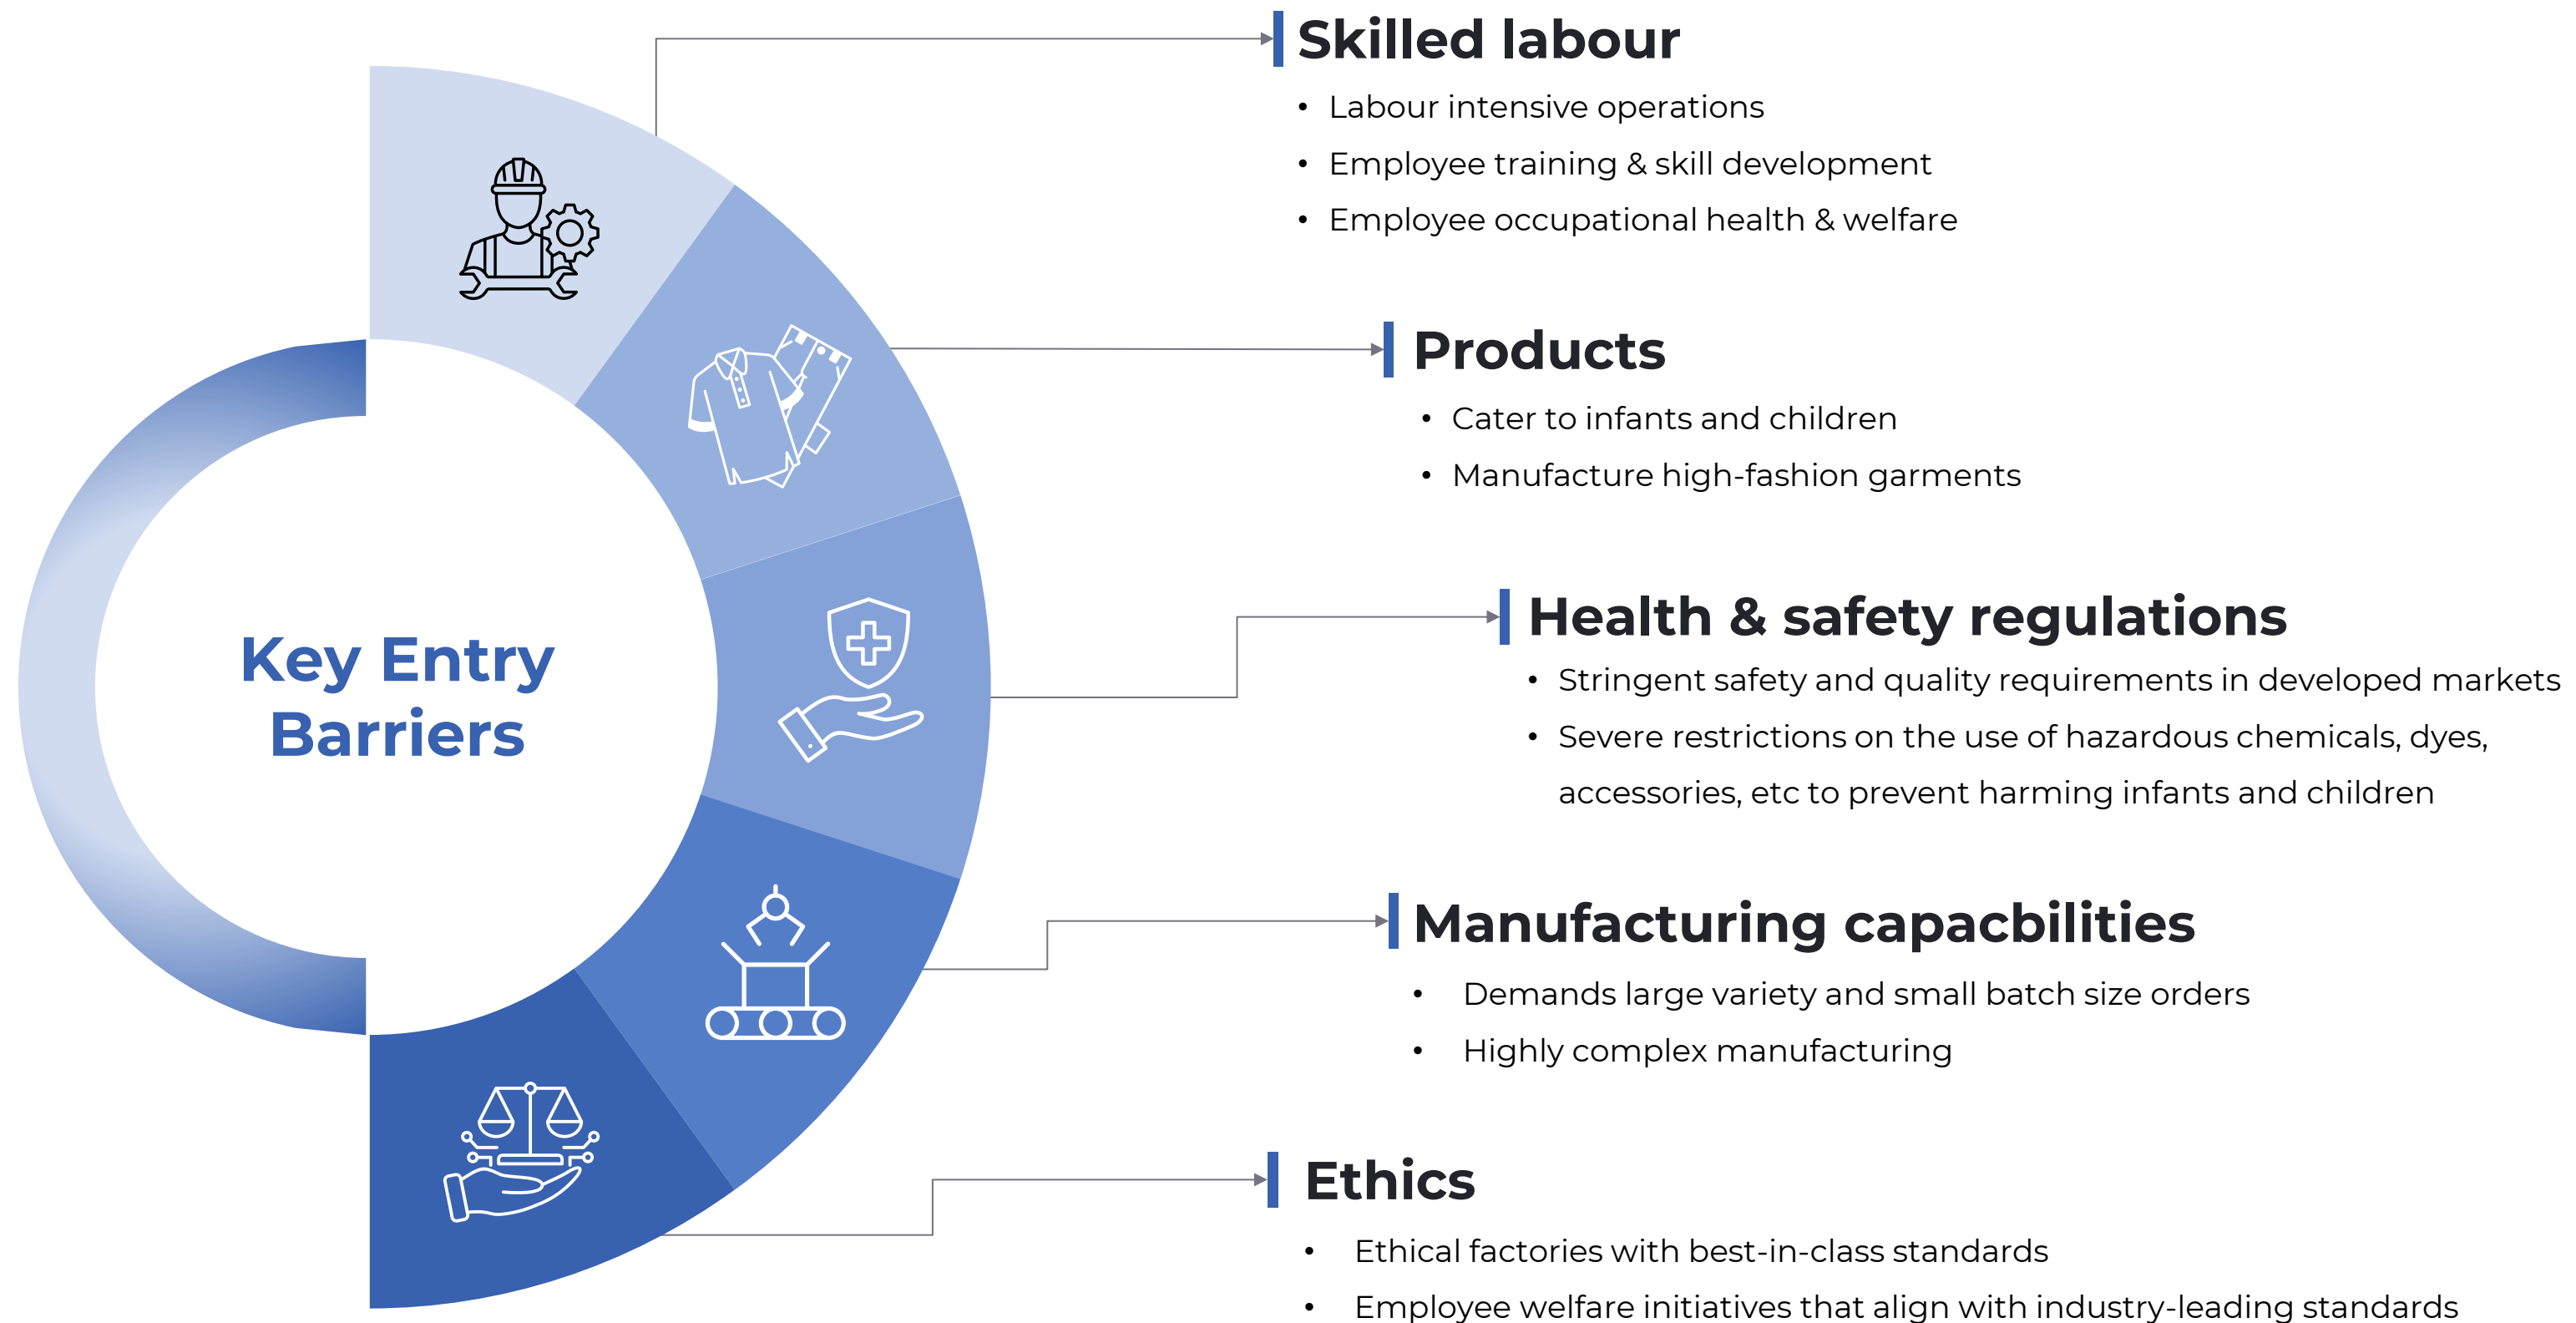 Key Entry
Barriers
Skilled labour
• Labour intensive operations
• Employee training & skill development
• Employee occupational health & welfare
Products
• Cater to infants and children
• Manufacture high-fashion garments
Health & safety regulations
• Stringent safety and quality requirements in developed markets
• Severe restrictions on the use of hazardous chemicals, dyes,
accessories, etc to prevent harming infants and children
Manufacturing capacbilities
• Demands large variety and small batch size orders
• Highly complex manufacturing
Ethics
• Ethical factories with best-in-class standards
• Employee welfare initiatives that align with industry-leading standards